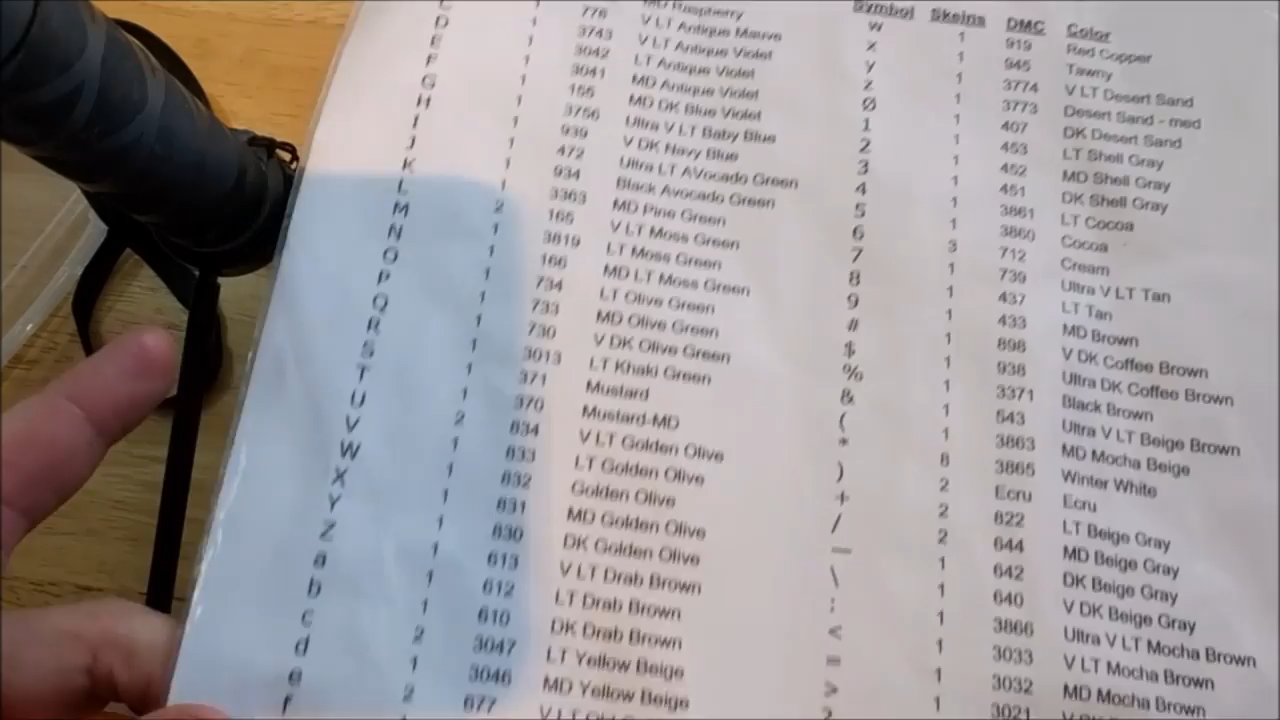 Symbol Skeins DMC Color
776 V LT Antique Mauve
C 1 3743 V LT Antique Violet
D 1 3042 LT Antique Violet
E 1 3041 MD Antique Violet
F 1 155 MD DK Blue Violet
G 1 3756 Ultra V LT Baby Blue
H 1 939 V DK Navy Blue
I 1 472 Ultra LT AVocado Green
J 1 934 Black Avocado Green
K 1 3363 MD Pine Green
L 2 165 V LT Moss Green
M 1 3819 LT Moss Green
N 1 166 MD LT Moss Green
O 1 734 LT Olive Green
P 1 733 MD Olive Green
Q 1 730 V DK Olive Green
R 1 3013 LT Khaki Green
S 1 371 Mustard
T 1 370 Mustard-MD
U 2 834 V LT Golden Olive
V 1 833 LT Golden Olive
W 1 832 Golden Olive
X 1 831 MD Golden Olive
Y 1 830 DK Golden Olive
Z 1 613 V LT Drab Brown
a 1 612 LT Drab Brown
b 1 610 DK Drab Brown
c 2 3047 LT Yellow Beige
d 1 3046 MD Yellow Beige
e 2 677 V LT
f
w 1 919 Red Copper
x 1 945 Tawny
y 1 3774 V LT Desert Sand
z 1 3773 Desert Sand - med
Ø 1 407 DK Desert Sand
1 1 453 LT Shell Gray
2 1 452 MD Shell Gray
3 1 451 DK Shell Gray
4 1 3861 LT Cocoa
5 1 3860 Cocoa
6 3 712 Cream
7 1 739 Ultra V LT Tan
8 1 437 LT Tan
9 1 433 MD Brown
# 1 898 V DK Coffee Brown
$ 1 938 Ultra DK Coffee Brown
% 1 3371 Black Brown
& 1 543 Ultra V LT Beige Brown
( 1 3863 MD Mocha Beige
* 8 3865 Winter White
) 2 Ecru Ecru
+ 2 822 LT Beige Gray
/ 2 644 MD Beige Gray
— 1 642 DK Beige Gray
\ 1 640 V DK Beige Gray
: 1 3866 Ultra V LT Mocha Brown
< 1 3033 V LT Mocha Brown
= 1 3032 MD Mocha Brown
> 1 3021